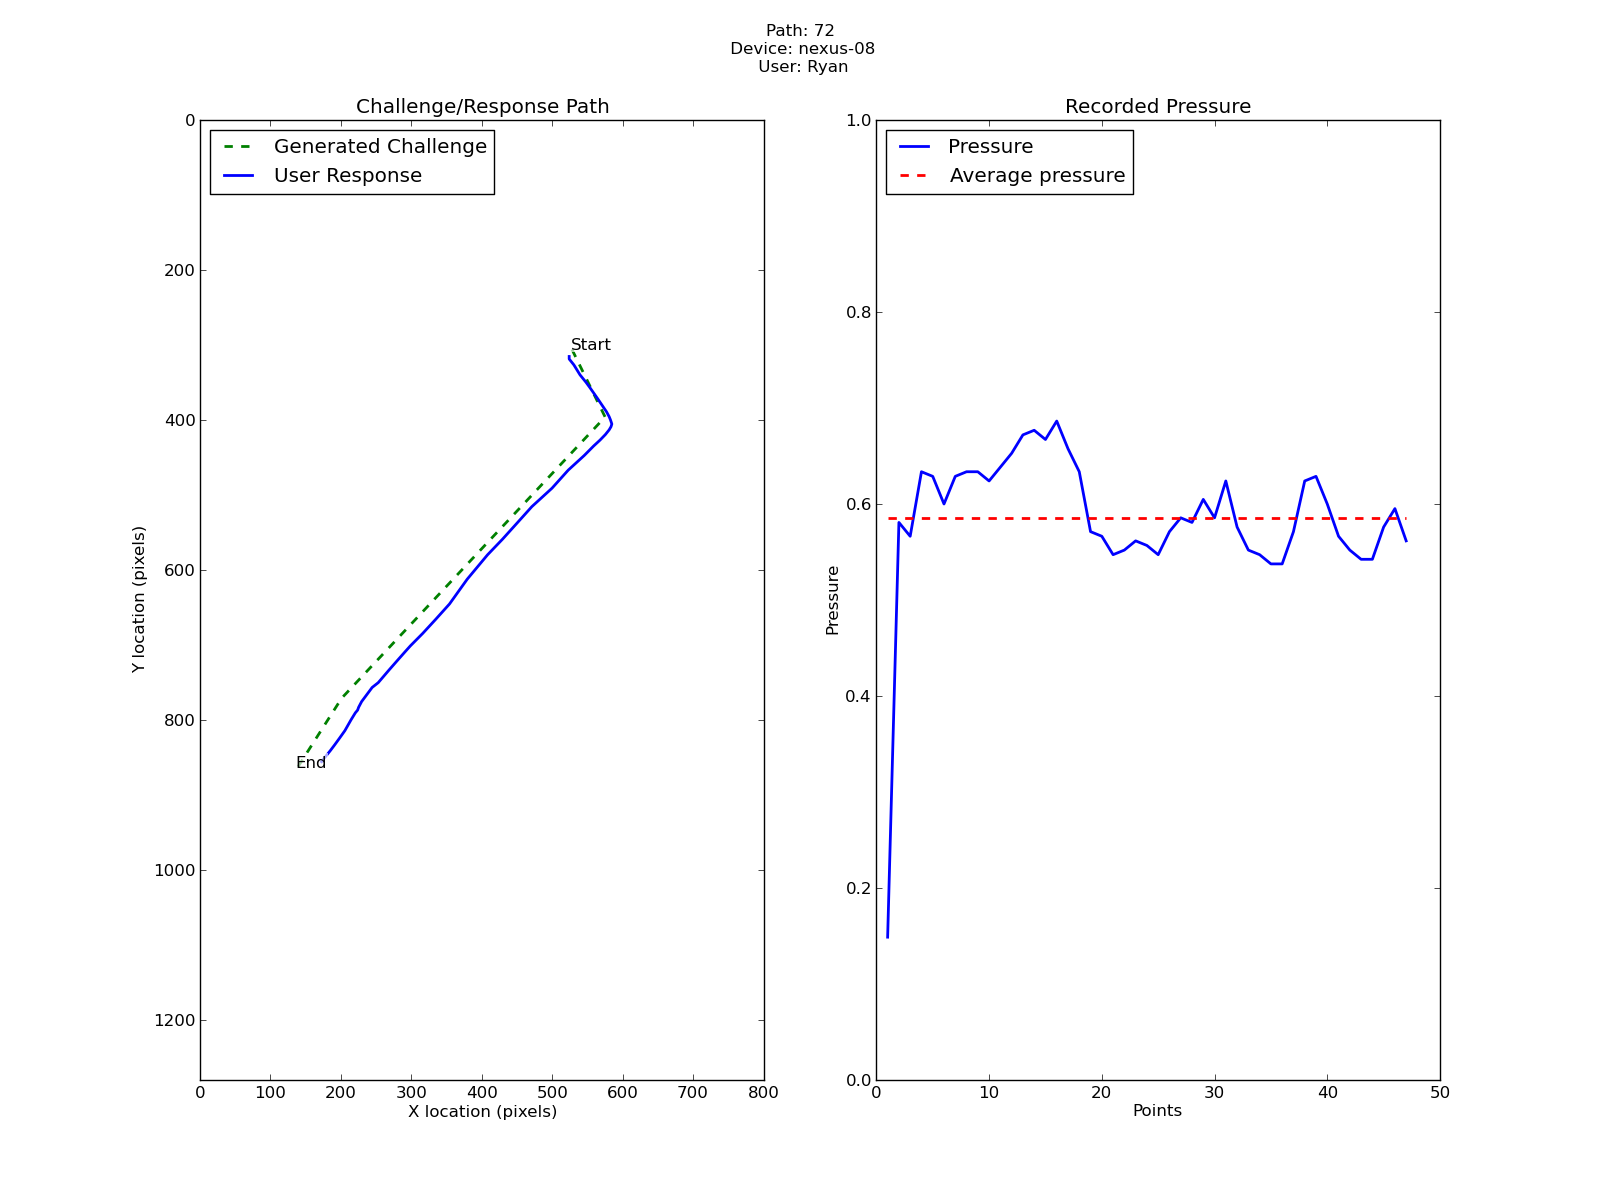 Path: 72
Device: nexus-08
User: Ryan
Challenge/Response Path
Generated Challenge
User Response
0
200
400
600
800
1000
1200
Y location (pixels)
Start
End
0 100 200 300 400 500 600 700 800
X location (pixels)
Recorded Pressure
Pressure
Average pressure
1.0
0.8
0.6
0.4
0.2
0.0
Pressure
0 10 20 30 40 50
Points